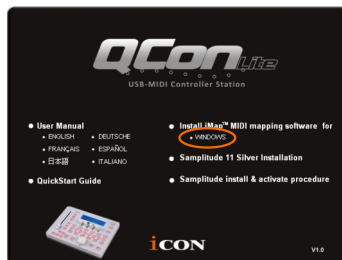 QCon Lite
USB-MIDI Controller Station
User Manual
ENGLISH
DEUTSCHE
FRANÇAIS
ESPAÑOL
日本語
ITALIANO
QuickStart Guide
Install iMap™ MIDI mapping software for
WINDOWS
Samplitude 11 Silver Installation
Samplitude install & activate procedure
iCON
V1.0